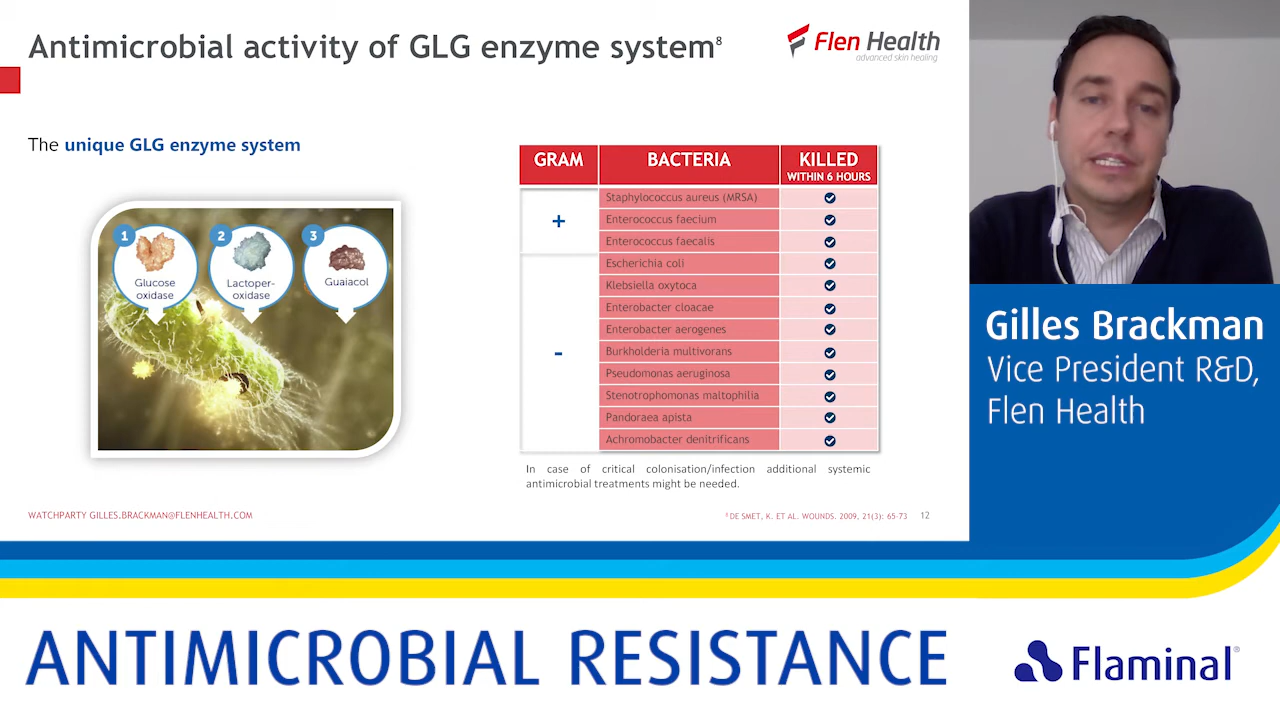 Antimicrobial activity of GLG enzyme system⁸
Flen Health
advanced skin healing
The unique GLG enzyme system
1
2
3
Glucose
oxidase
Lactoper-
oxidase
Guaiacol
GRAM
BACTERIA
KILLED
WITHIN 6 HOURS
+
Staphylococcus aureus (MRSA)
Enterococcus faecium
Enterococcus faecalis
-
Escherichia coli
Klebsiella oxytoca
Enterobacter cloacae
Enterobacter aerogenes
Burkholderia multivorans
Pseudomonas aeruginosa
Stenotrophomonas maltophilia
Pandoraea apista
Achromobacter denitrificans
In case of critical colonisation/infection additional systemic
antimicrobial treatments might be needed.
WATCHPARTY GILLES.BRACKMAN@FLENHEALTH.COM
⁸ DE SMET, K. ET AL. WOUNDS. 2009, 21(3): 65-73
12
Gilles Brackman
Vice President R&D,
Flen Health
ANTIMICROBIAL RESISTANCE
Flaminal®